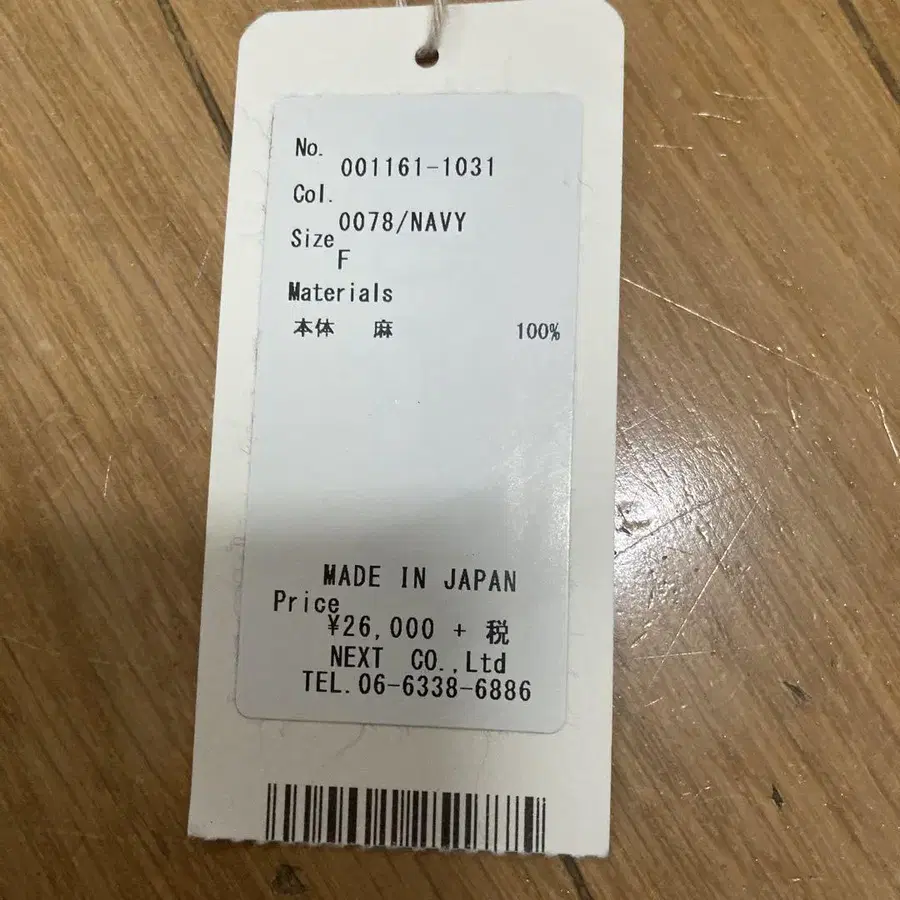 No.
001161-1031
Col.
0078/NAVY
Size
F
Materials
本体 麻 100%
MADE IN JAPAN
Price
¥26,000 + 税
NEXT CO.,Ltd
TEL.06-6338-6886